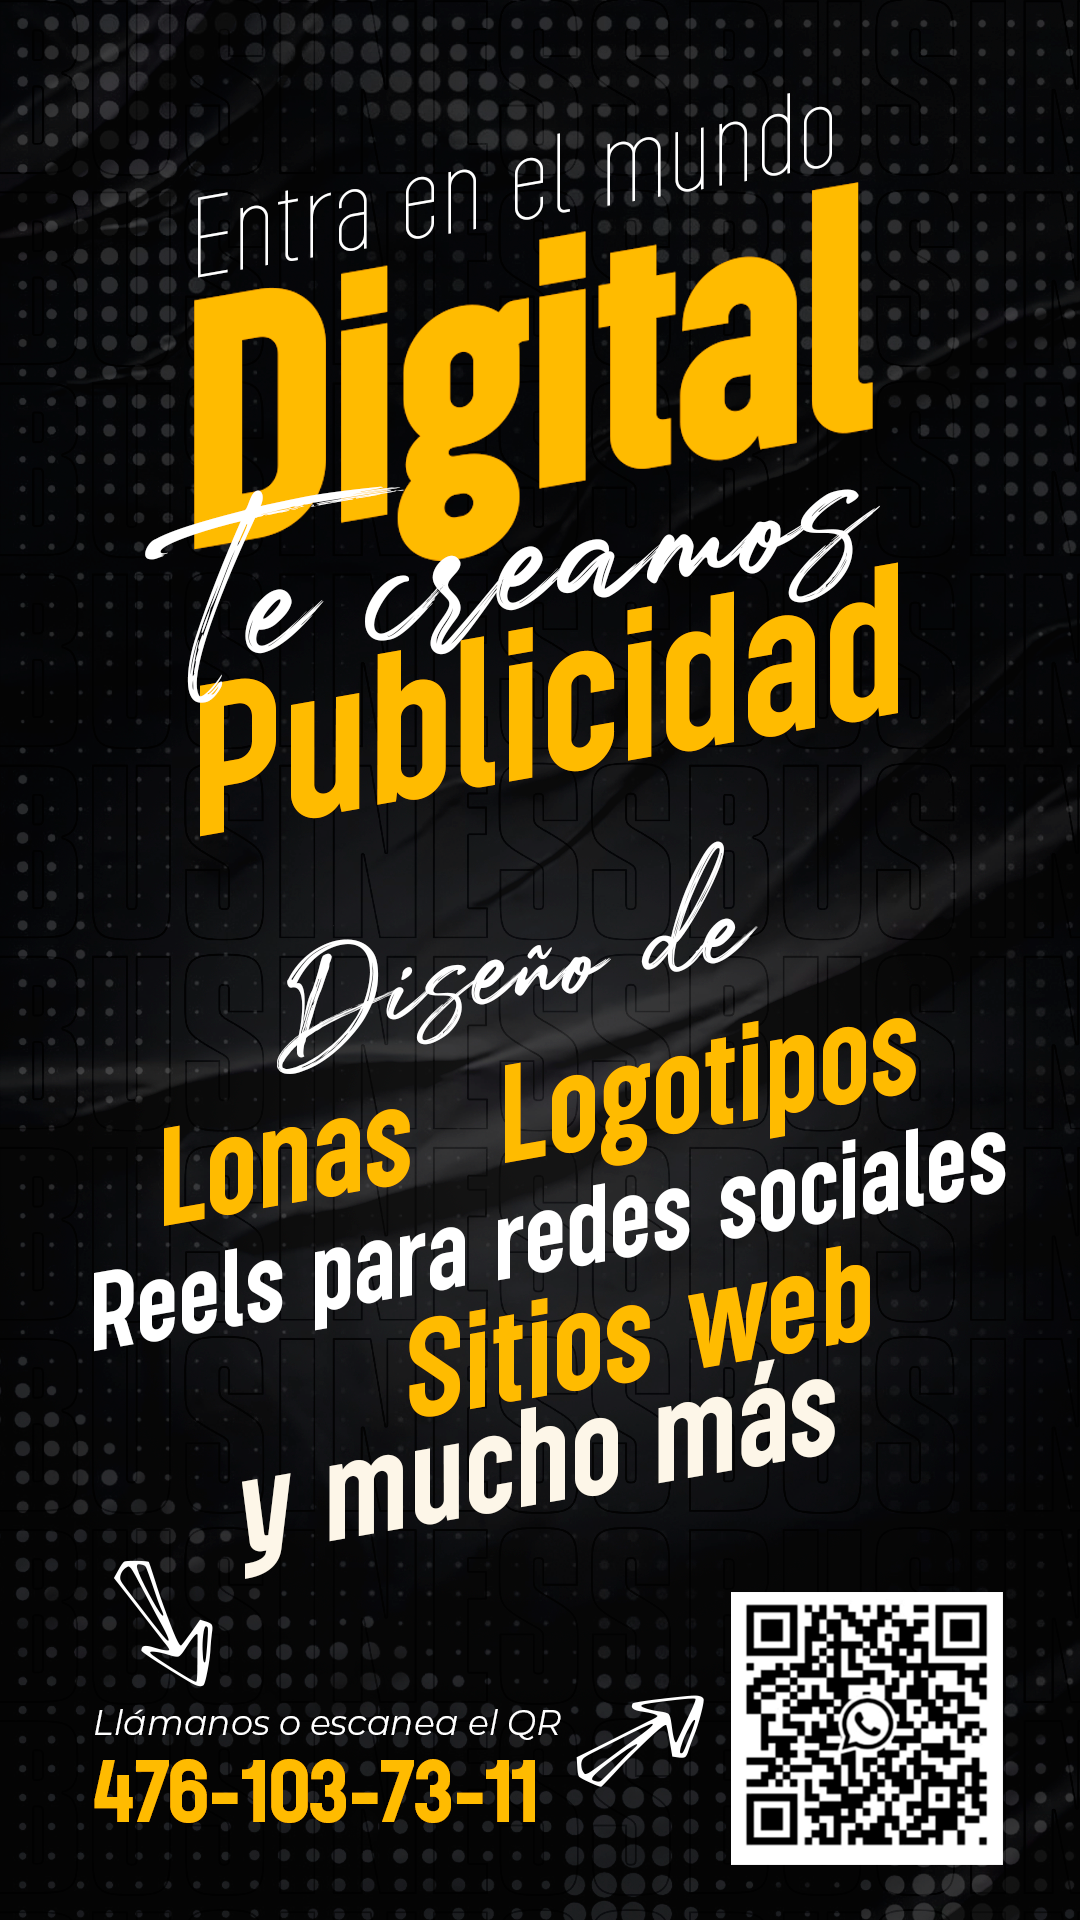 Entra en el mundo
Digital
Te creamos
Publicidad
Diseño de
Lonas Logotipos
Reels para redes sociales
Sitios web
y mucho más
Llámanos o escanea el QR
476-103-73-11
BUSINESSBUSIN